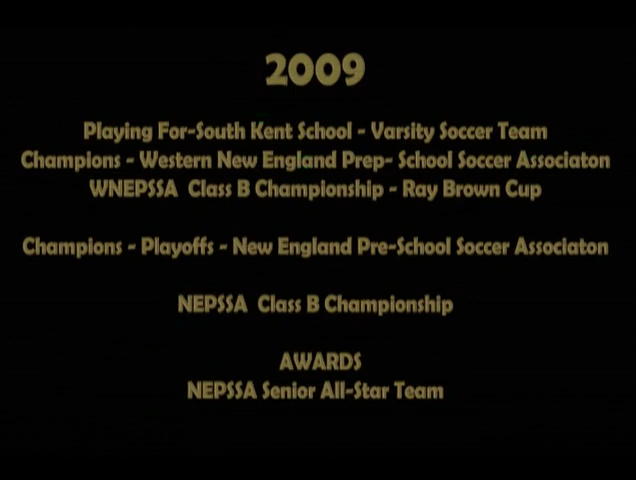 2009
Playing For-South Kent School - Varsity Soccer Team
Champions - Western New England Prep- School Soccer Associaton
WNEPSSA Class B Championship - Ray Brown Cup
Champions - Playoffs - New England Pre-School Soccer Associaton
NEPSSA Class B Championship
AWARDS
NEPSSA Senior All-Star Team